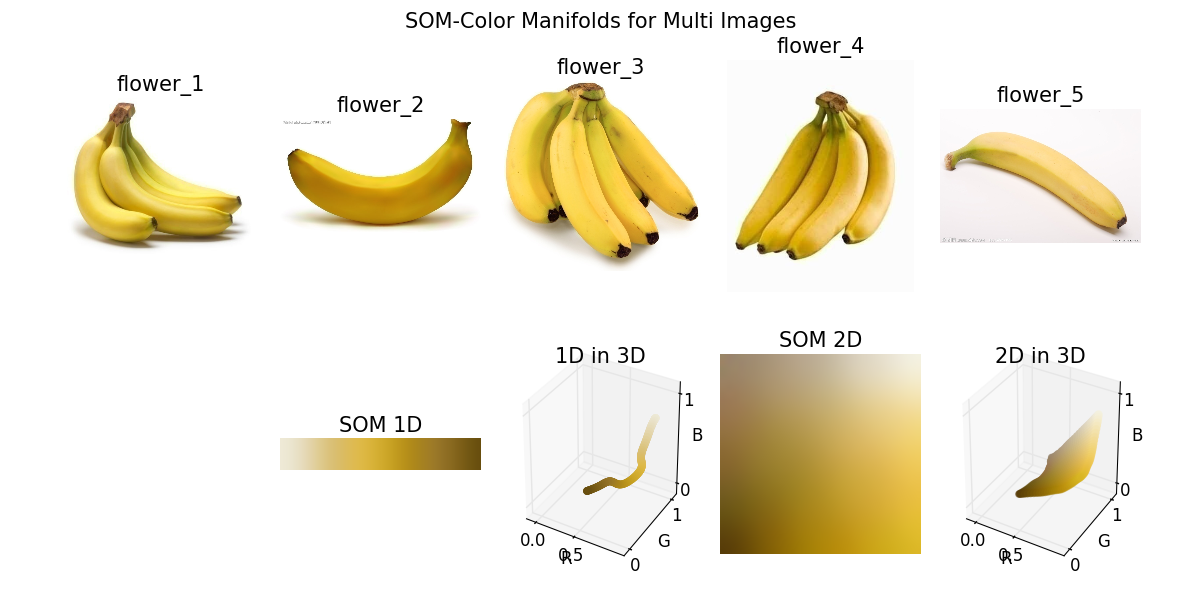 SOM-Color Manifolds for Multi Images
flower_1
flower_2
flower_3
flower_4
flower_5
SOM 1D
1D in 3D
1
B
0
1
G
0
0.0
0.5
R
SOM 2D
2D in 3D
1
B
0
1
G
0
0.0
0.5
R